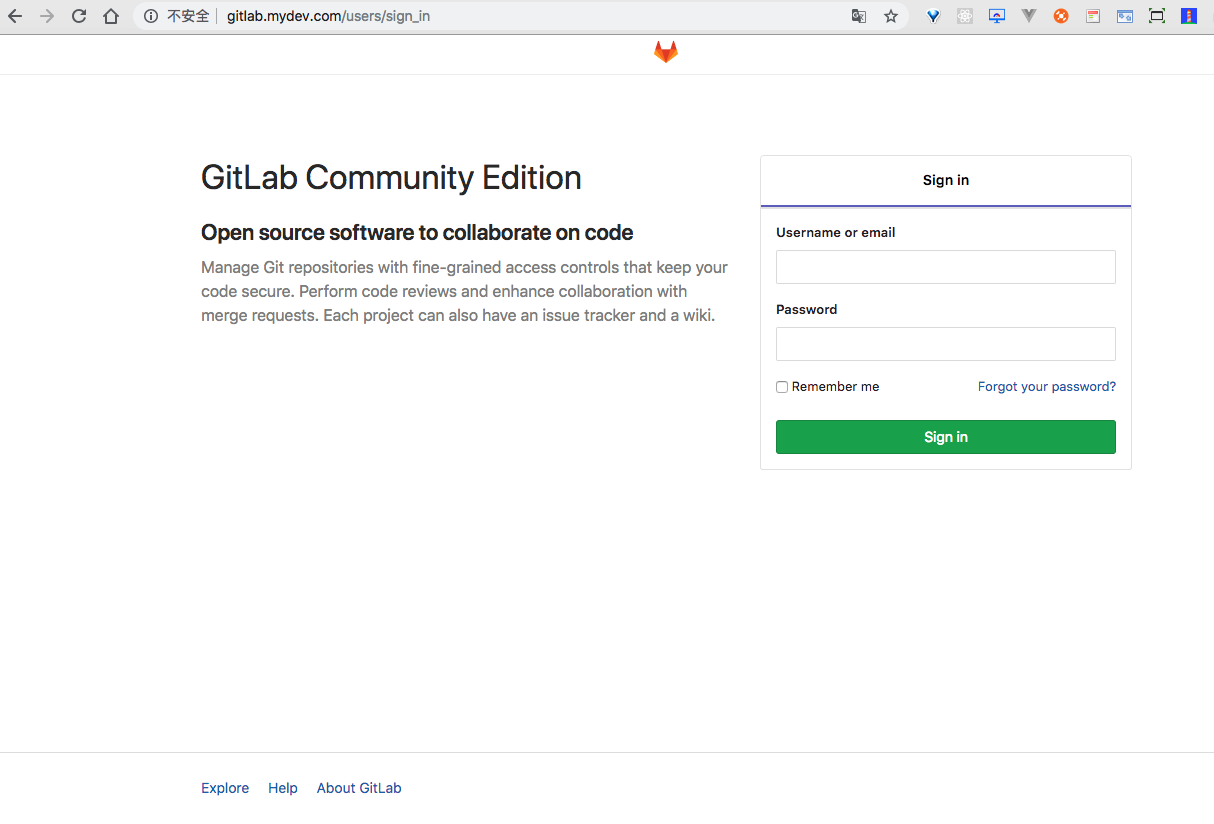 不安全 gitlab.mydev.com/users/sign_in
GitLab Community Edition
Open source software to collaborate on code
Manage Git repositories with fine-grained access controls that keep your
code secure. Perform code reviews and enhance collaboration with
merge requests. Each project can also have an issue tracker and a wiki.
Sign in
Username or email
Password
Remember me
Forgot your password?
Sign in
Explore
Help
About GitLab